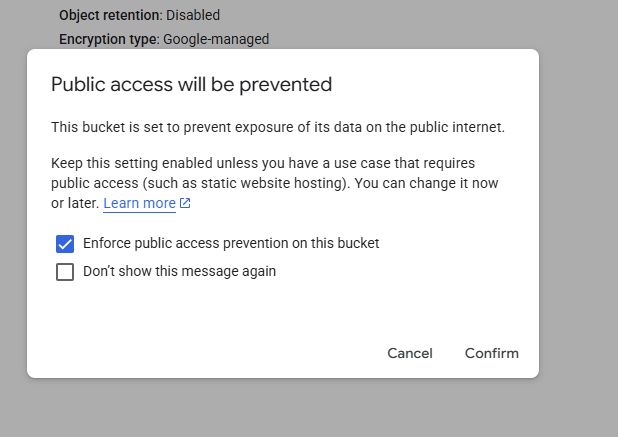 Object retention: Disabled
Encryption type: Google-managed
Public access will be prevented
This bucket is set to prevent exposure of its data on the public internet.
Keep this setting enabled unless you have a use case that requires
public access (such as static website hosting). You can change it now
or later. Learn more
Enforce public access prevention on this bucket
Don’t show this message again
Cancel Confirm